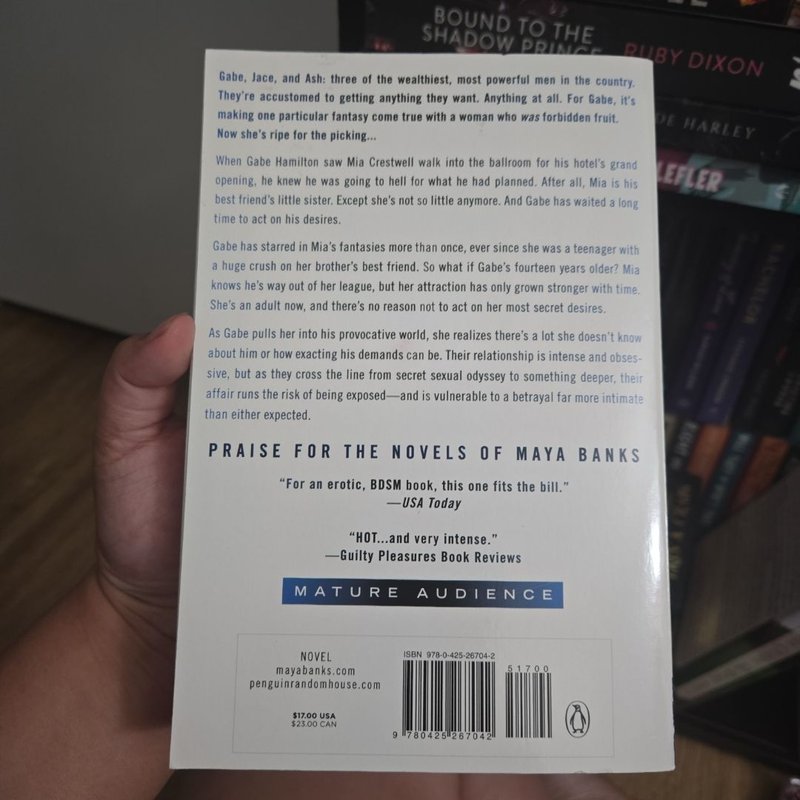 BOUND TO THE
SHADOW PRINCE RUBY DIXON
HARLEY
LEFLER
Gabe, Jace, and Ash: three of the wealthiest, most powerful men in the country.
They're accustomed to getting anything they want. Anything at all. For Gabe, it's
making one particular fantasy come true with a woman who was forbidden fruit.
Now she's ripe for the picking...
When Gabe Hamilton saw Mia Crestwell walk into the ballroom for his hotel's grand
opening, he knew he was going to hell for what he had planned. After all, Mia is his
best friend's little sister. Except she's not so little anymore. And Gabe has waited a long
time to act on his desires.
Gabe has starred in Mia's fantasies more than once, ever since she was a teenager with
a huge crush on her brother's best friend. So what if Gabe's fourteen years older? Mia
knows he's way out of her league, but her attraction has only grown stronger with time.
She's an adult now, and there's no reason not to act on her most secret desires.
As Gabe pulls her into his provocative world, she realizes there's a lot she doesn't know
about him or how exacting his demands can be. Their relationship is intense and obses-
sive, but as they cross the line from secret sexual odyssey to something deeper, their
affair runs the risk of being exposed—and is vulnerable to a betrayal far more intimate
than either expected.
PRAISE FOR THE NOVELS OF MAYA BANKS
"For an erotic, BDSM book, this one fits the bill."
—USA Today
"HOT...and very intense."
—Guilty Pleasures Book Reviews
MATURE AUDIENCE
NOVEL
mayabanks.com
penguinrandomhouse.com
$17.00 USA
$23.00 CAN
ISBN 978-0-425-26704-2
51700
9 780425 267042